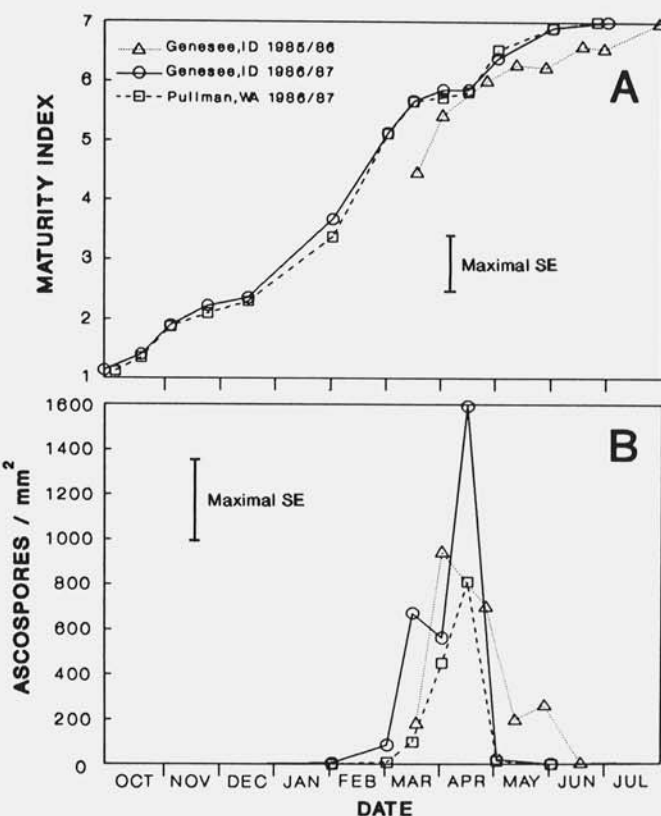 7
Genesee, ID 1985/86
Genesee, ID 1986/87
Pullman, WA 1986/87
A
6
5
4
3
2
1
MATURITY INDEX
Maximal SE
1600
1400
1200
1000
800
600
400
200
0
ASCOSPORES / mm²
B
Maximal SE
OCT NOV DEC JAN FEB MAR APR MAY JUN JUL
DATE